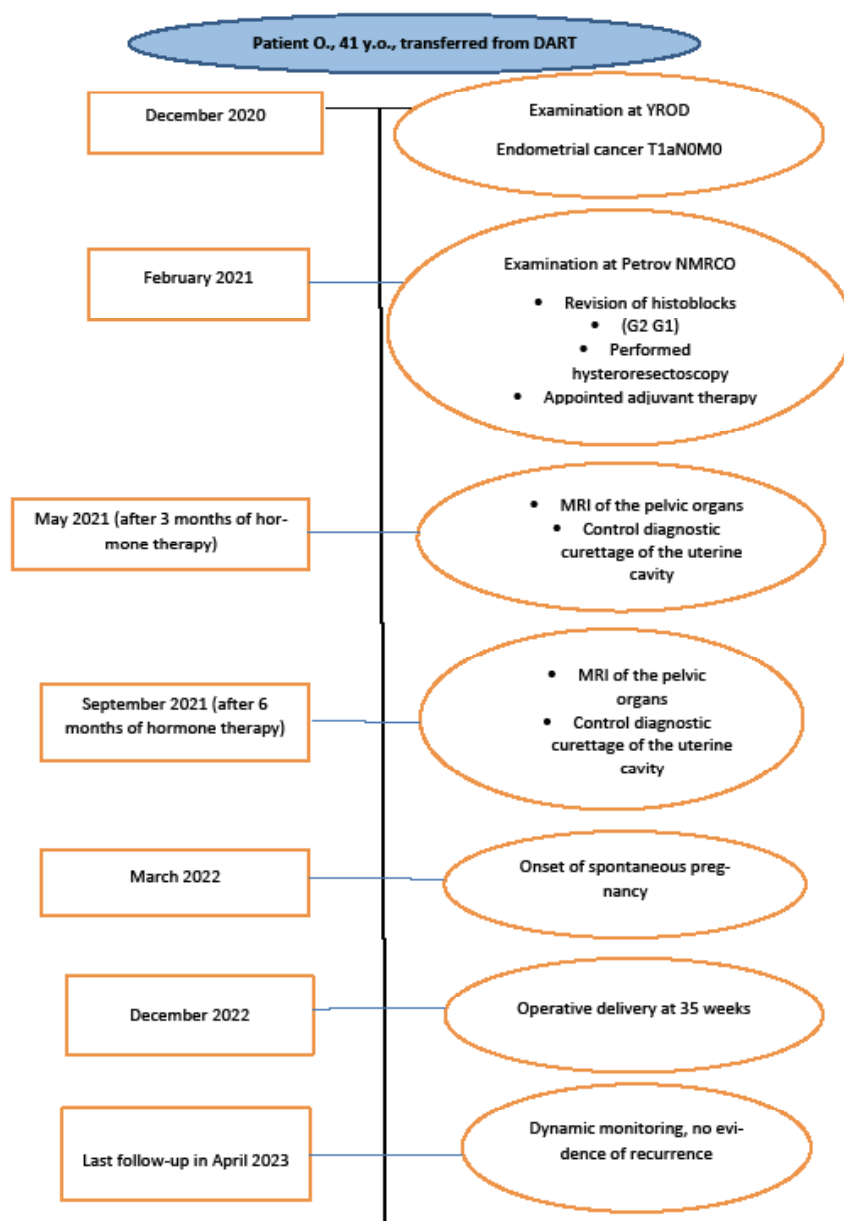 Patient O., 41 y.o., transferred from DART
December 2020
Examination at YROD
Endometrial cancer T1aN0M0
February 2021
Examination at Petrov NMRCO
• Revision of histoblocks
• (G2 G1)
• Performed
hysteroresectoscopy
• Appointed adjuvant therapy
May 2021 (after 3 months of hor-
mone therapy)
• MRI of the pelvic organs
• Control diagnostic
curettage of the uterine
cavity
September 2021 (after 6
months of hormone therapy)
• MRI of the pelvic
organs
• Control diagnostic
curettage of the uterine
cavity
March 2022
Onset of spontaneous preg-
nancy
December 2022
Operative delivery at 35 weeks
Last follow-up in April 2023
Dynamic monitoring, no evi-
dence of recurrence